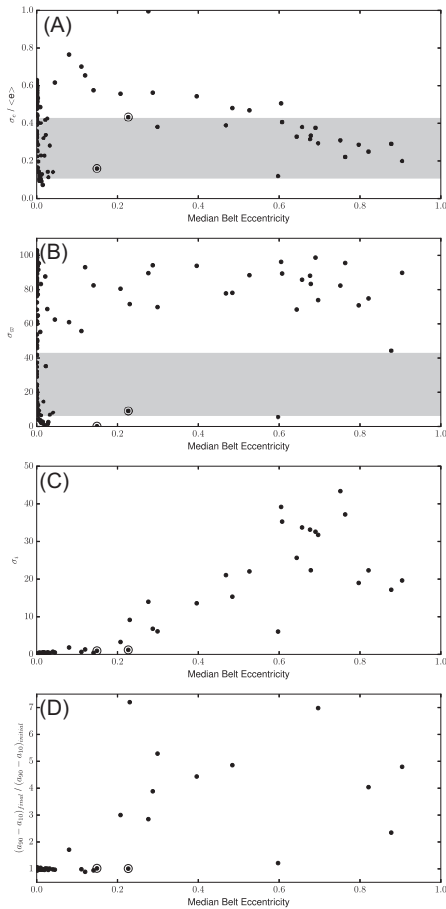 (A)
1.0
0.8
0.6
0.4
0.2
0.0
σₑ / <e>
0.0 0.2 0.4 0.6 0.8 1.0
Median Belt Eccentricity
(B)
100
80
60
40
20
0
σ_ϖ
0.0 0.2 0.4 0.6 0.8 1.0
Median Belt Eccentricity
(C)
50
40
30
20
10
0
σᵢ
0.0 0.2 0.4 0.6 0.8 1.0
Median Belt Eccentricity
(D)
7
6
5
4
3
2
1
0
(a₉₀ − a₁₀)_final / (a₉₀ − a₁₀)_initial
0.0 0.2 0.4 0.6 0.8 1.0
Median Belt Eccentricity